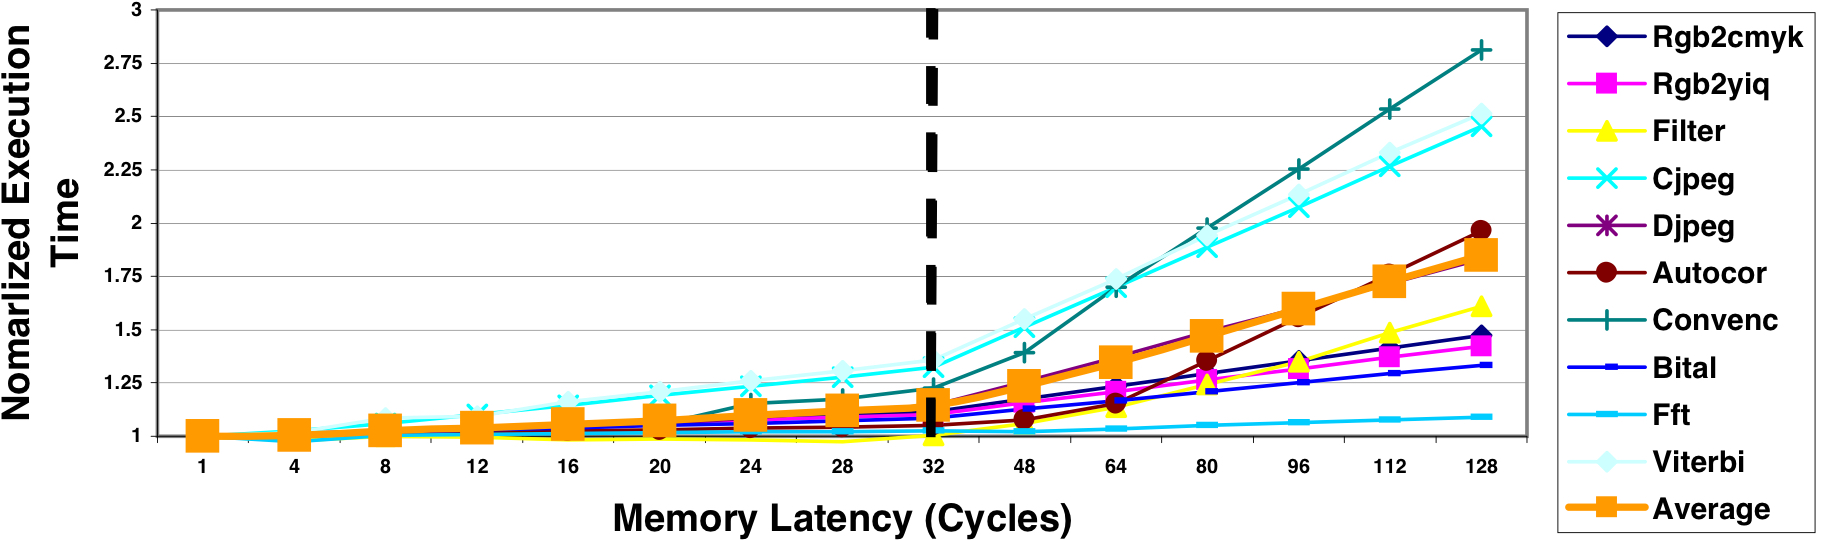 Nomarlized Execution
Time
3
2.75
2.5
2.25
2
1.75
1.5
1.25
1
1 4 8 12 16 20 24 28 32 48 64 80 96 112 128
Memory Latency (Cycles)
Rgb2cmyk
Rgb2yiq
Filter
Cjpeg
Djpeg
Autocor
Convenc
Bital
Fft
Viterbi
Average